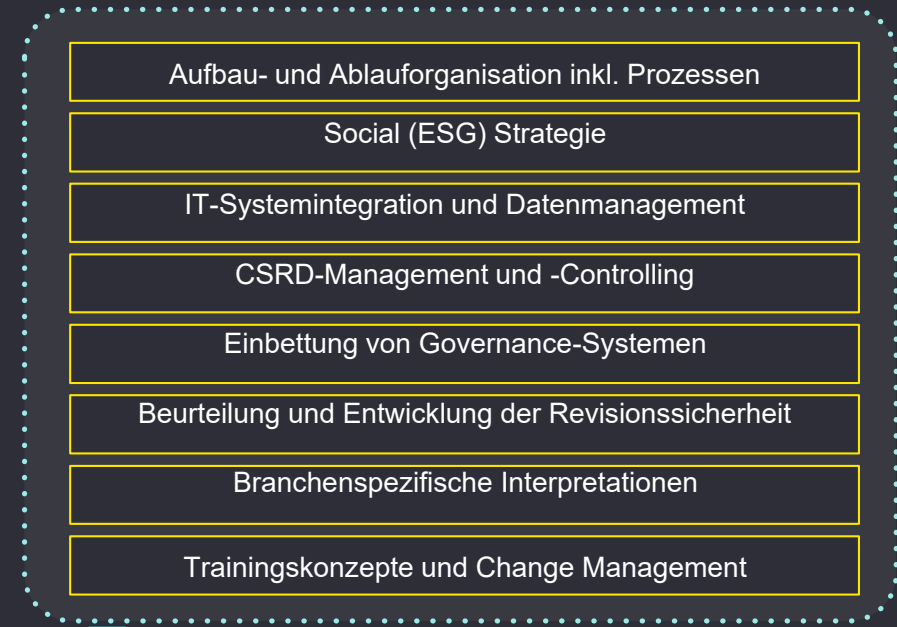 Aufbau- und Ablauforganisation inkl. Prozessen
Social (ESG) Strategie
IT-Systemintegration und Datenmanagement
CSRD-Management und -Controlling
Einbettung von Governance-Systemen
Beurteilung und Entwicklung der Revisionssicherheit
Branchenspezifische Interpretationen
Trainingskonzepte und Change Management